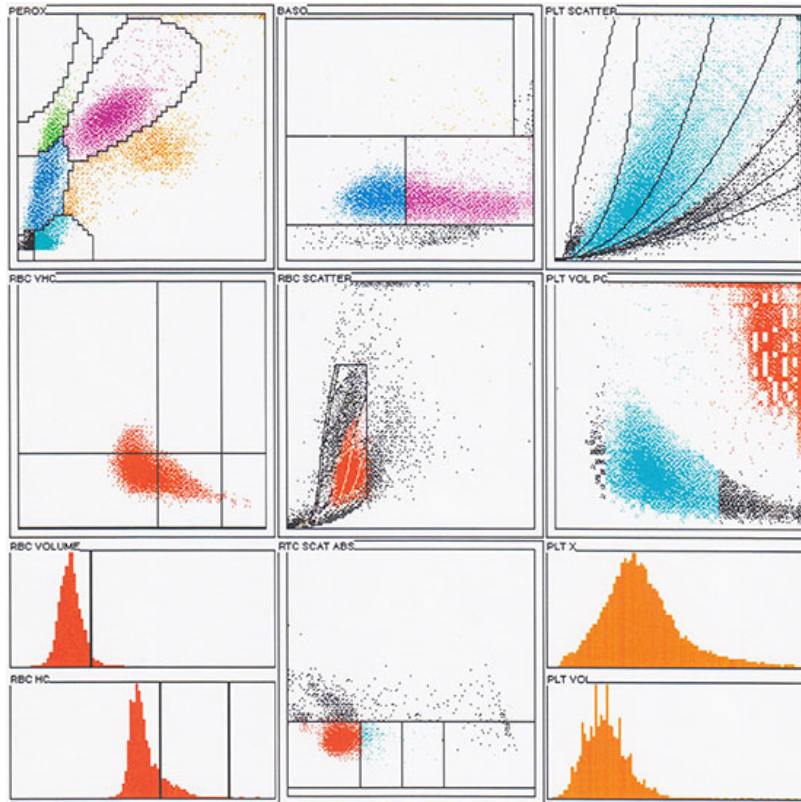 PEROX
BASO
PLT SCATTER
RBC VHC
RBC SCATTER
PLT VOL PC
RBC VOLUME
RTC SCAT ABS
PLT X
RBC HC
PLT VOL